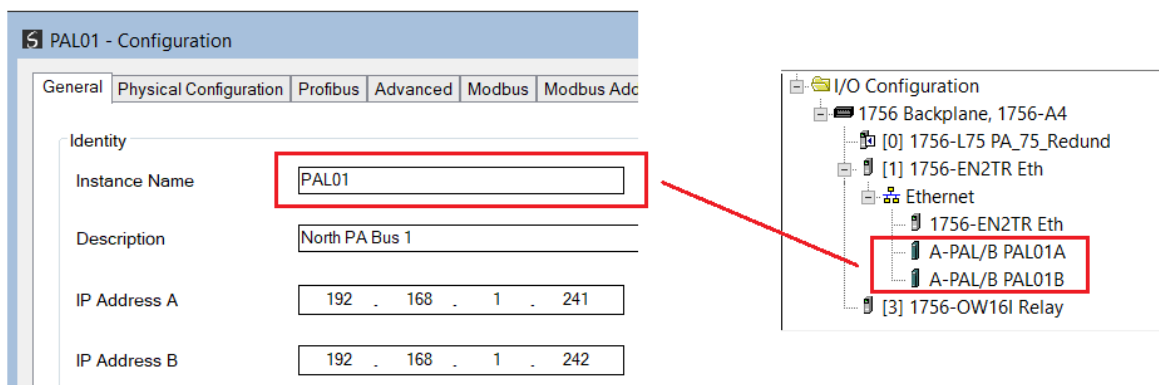 PAL01 - Configuration
General Physical Configuration Profibus Advanced Modbus Modbus Add
Identity
Instance Name PAL01
Description North PA Bus 1
IP Address A 192 . 168 . 1 . 241
IP Address B 192 . 168 . 1 . 242
I/O Configuration
1756 Backplane, 1756-A4
[0] 1756-L75 PA_75_Redund
[1] 1756-EN2TR Eth
Ethernet
1756-EN2TR Eth
A-PAL/B PAL01A
A-PAL/B PAL01B
[3] 1756-OW16I Relay